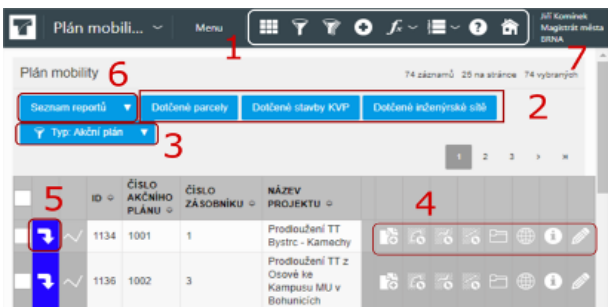 Plán mobili... Menu 1 Jiří Kominek
Magistrát města
BRNA
7
Plán mobility 6 74 záznamů 26 na stránce 74 vybraných
Seznam reportů Dotčené parcely Dotčené stavby KVP Dotčené inženýrské sítě 2
Typ: Akční plán 3
1 2 3
5 4
ID ČÍSLO AKČNÍHO PLÁNU ČÍSLO ZÁSOBNÍKU NÁZEV PROJEKTU
1134 1001 1 Prodloužení TT
Bystrc - Kamechy
1136 1002 3 Prodloužení TT z
Osové ke
Kampusu MU v
Bohunicích